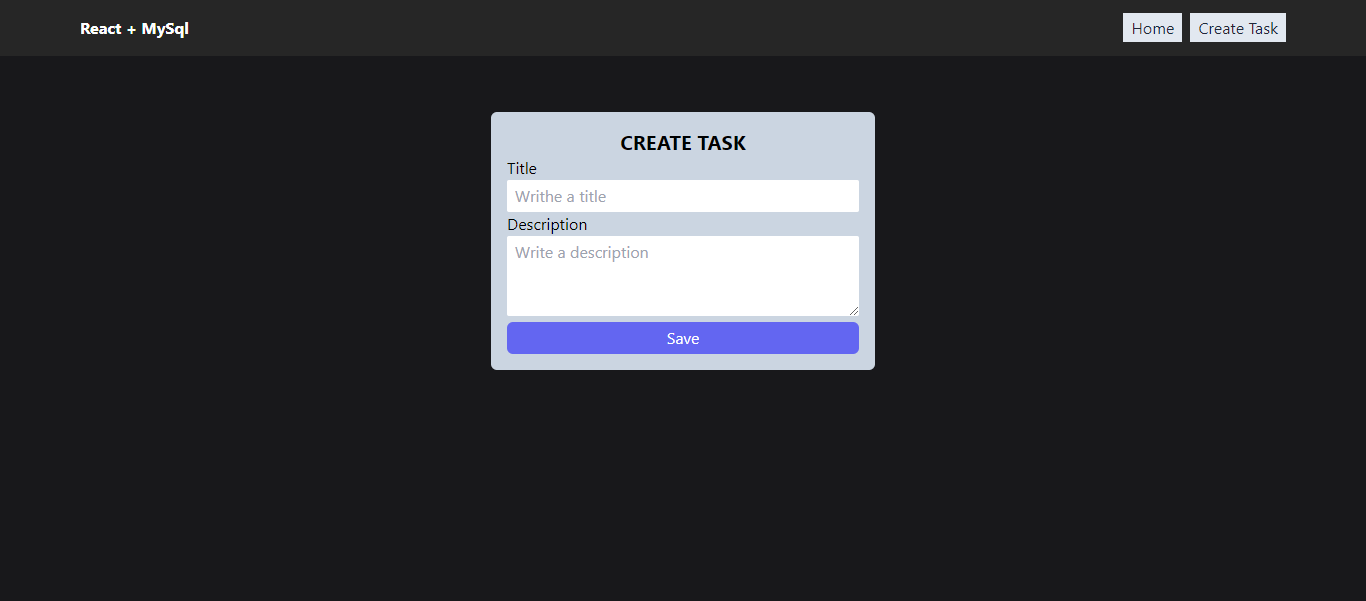 React + MySql
Home
Create Task
CREATE TASK
Title
Writhe a title
Description
Write a description
Save